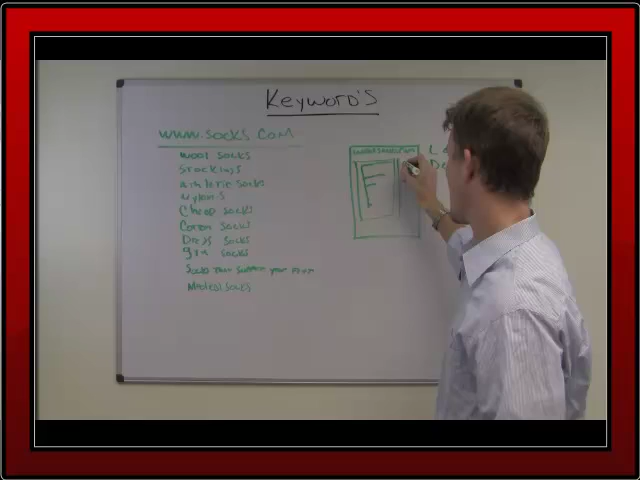 Keyword's
www.socks.com
wool socks
stockings
athletic socks
Nylons
Cheap socks
Cotton socks
Dress socks
gym socks
Socks that support your
Medical socks